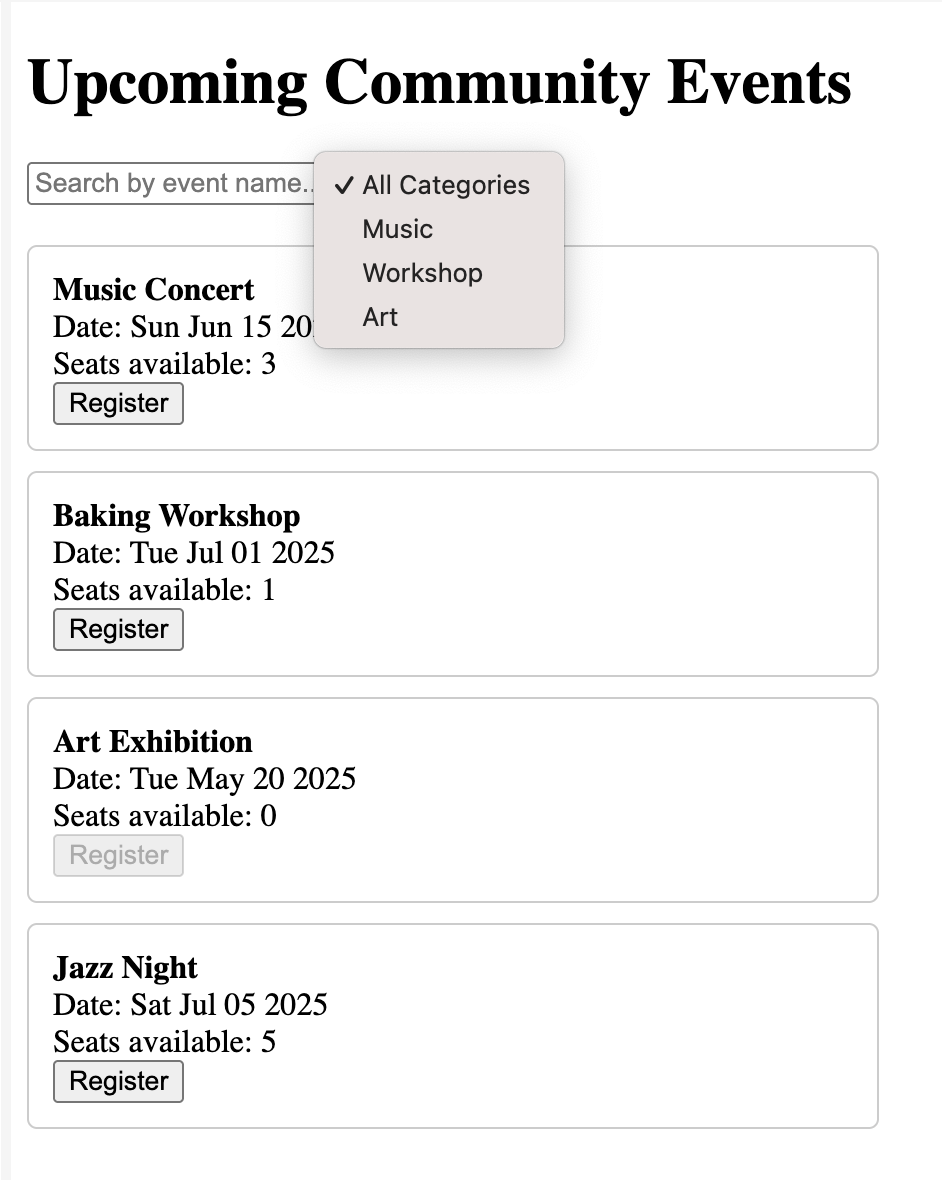 Upcoming Community Events
Search by event name..
✓ All Categories
Music
Workshop
Art
Music Concert
Date: Sun Jun 15
Seats available: 3
Register
Baking Workshop
Date: Tue Jul 01 2025
Seats available: 1
Register
Art Exhibition
Date: Tue May 20 2025
Seats available: 0
Register
Jazz Night
Date: Sat Jul 05 2025
Seats available: 5
Register